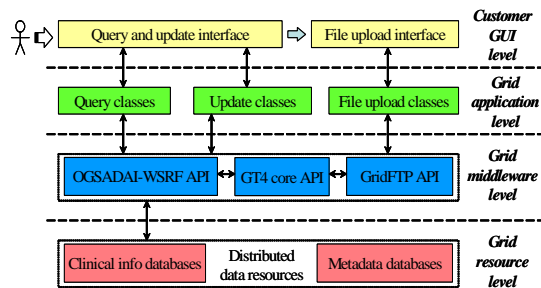 Query and update interface
File upload interface
Customer
GUI
level
Query classes
Update classes
File upload classes
Grid
application
level
OGSADAI-WSRF API
GT4 core API
GridFTP API
Grid
middleware
level
Clinical info databases
Distributed
data resources
Metadata databases
Grid
resource
level